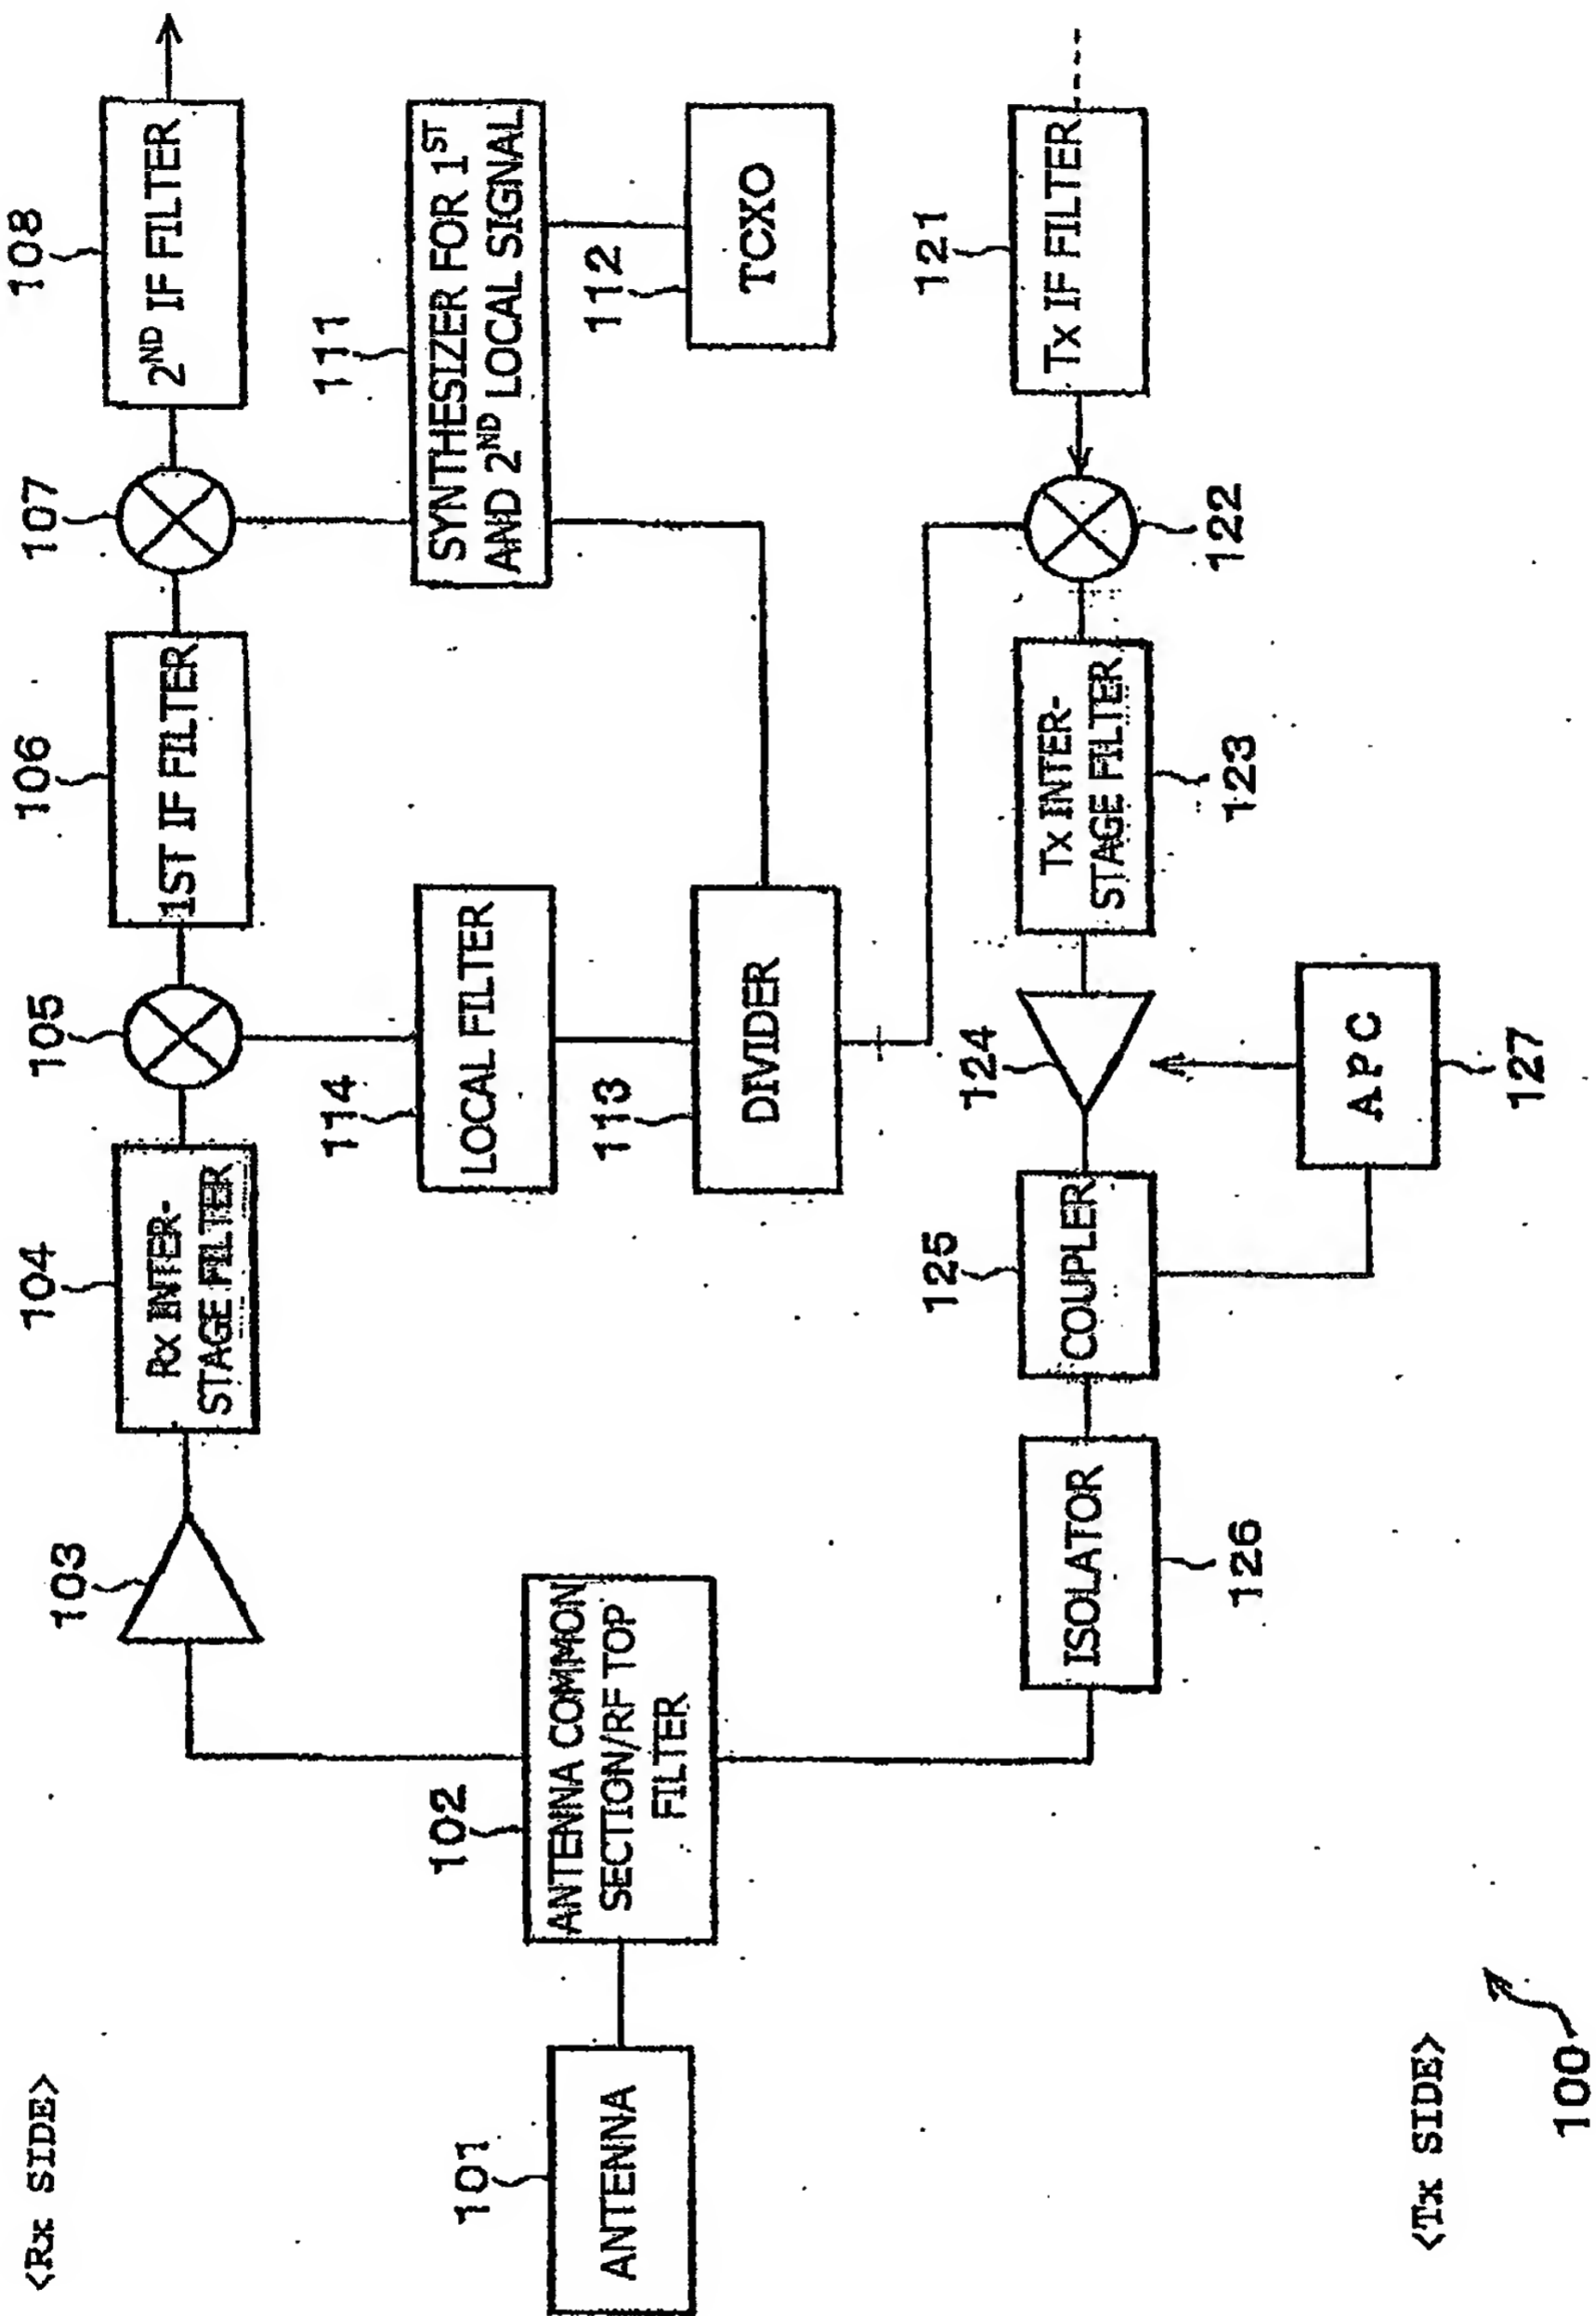 <Rx SIDE>
101
ANTENNA
102
ANTENNA COMMON
SECTION/RF TOP
FILTER
103
104
Rx INTER-
STAGE FILTER
105
106
1ST IF FILTER
107
108
2ND IF FILTER
111
SYNTHESIZER FOR 1ST
AND 2ND LOCAL SIGNAL
112
TCXO
113
DIVIDER
114
LOCAL FILTER
121
Tx IF FILTER
122
123
Tx INTER-
STAGE FILTER
124
125
COUPLER
126
ISOLATOR
127
APC
<Tx SIDE>
100